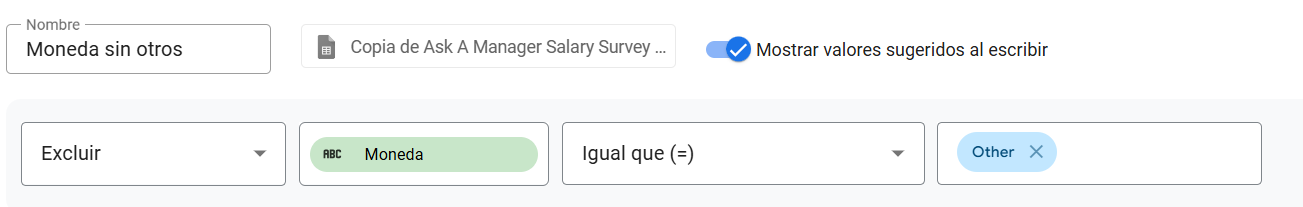 Nombre
Moneda sin otros
Copia de Ask A Manager Salary Survey ...
Mostrar valores sugeridos al escribir
Excluir
ABC Moneda
Igual que (=)
Other